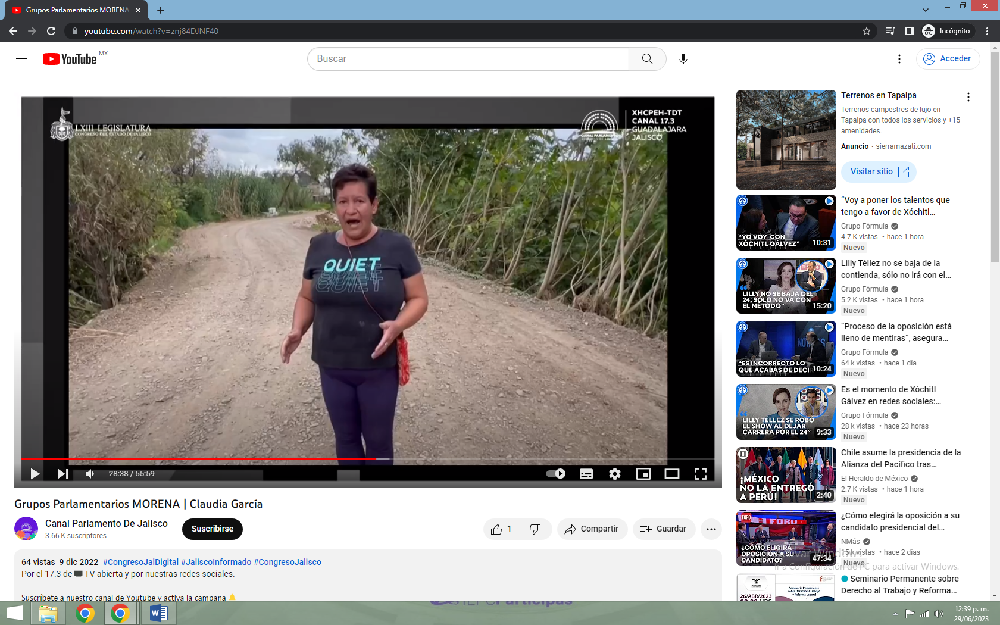 Grupos Parlamentarios MORENA
youtube.com/watch?v=znj84DJNF40
Incógnito
YouTube MX
Buscar
Acceder
LXIII LEGISLATURA
CONGRESO DEL ESTADO DE JALISCO
XHCPEH-TDT
CANAL 17.3
GUADALAJARA
JALISCO
CANAL PARLAMENTO
QUIET
QUIET
QUIET
28:38 / 55:59
Grupos Parlamentarios MORENA | Claudia García
Canal Parlamento De Jalisco
3.66 K suscriptores
Suscribirse
1
Compartir
Guardar
64 vistas 9 dic 2022 #CongresoJalDigital #JaliscoInformado #CongresoJalisco
Por el 17.3 de 🖥️ TV abierta y por nuestras redes sociales.
Suscríbete a nuestro canal de Youtube y activa la campana 🔔
Terrenos en Tapalpa
Terrenos campestres de lujo en
Tapalpa con todos los servicios y +15
amenidades.
Anuncio · sierramazati.com
Visitar sitio
“YO VOY CON
XÓCHITL GÁLVEZ”
10:31
“Voy a poner los talentos que
tengo a favor de Xóchitl...
Grupo Fórmula
4.7 K vistas • hace 1 hora
Nuevo
LILLY NO SE BAJA DEL
24, SÓLO NO VA CON
EL MÉTODO”
15:20
Lilly Téllez no se baja de la
contienda, sólo no irá con el...
Grupo Fórmula
5.2 K vistas • hace 1 hora
Nuevo
“ES INCORRECTO LO
QUE ACABAS DE DECI
10:24
“Proceso de la oposición está
lleno de mentiras”, asegura...
Grupo Fórmula
64 k vistas • hace 1 día
Nuevo
LILLY TÉLLEZ SE ROBÓ
EL SHOW AL DEJAR
CARRERA POR EL 24”
9:33
Es el momento de Xóchitl
Gálvez en redes sociales:...
Grupo Fórmula
28 k vistas • hace 23 horas
Nuevo
H
¡MÉXICO
NO LA ENTREGÓ
A PERÚ!
2:40
Chile asume la presidencia de la
Alianza del Pacífico tras...
El Heraldo de México
2.7 K vistas • hace 1 hora
Nuevo
FORO
FORO
¿CÓMO ELIGIRÁ
OPOSICIÓN A SU
CANDIDATO?
47:34
¿Cómo elegirá la oposición a su
candidato presidencial del...
NMás
15 k vistas • hace 2 días
Nuevo
Ir a Configuración de PC para activar Windows.
26/ABR/2023
Seminario Permanente
sobre Derecho al Trabajo
y Reforma Laboral
Seminario Permanente sobre
Derecho al Trabajo y Reforma...
Participas
12:39 p. m.
29/06/2023